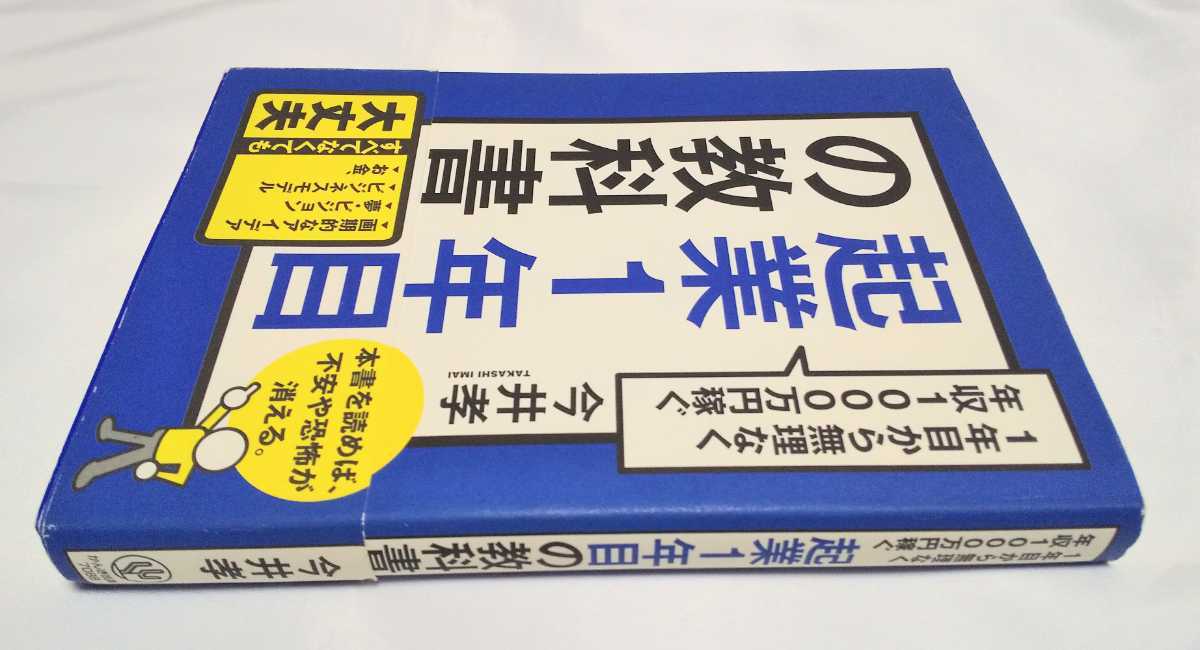 1年目から無理なく
年収1000万円稼ぐ
起業1年目
の教科書
今井孝
TAKASHI IMAI
▼画期的なアイデア
▼夢・ビジョン
▼ビジネスモデル
▼お金、
すべてなくても
大丈夫
本書を読めば、
不安や恐怖が
消える。
1年目から無理なく
年収1000万円稼ぐ
起業1年目の教科書
今井孝
かんき出版